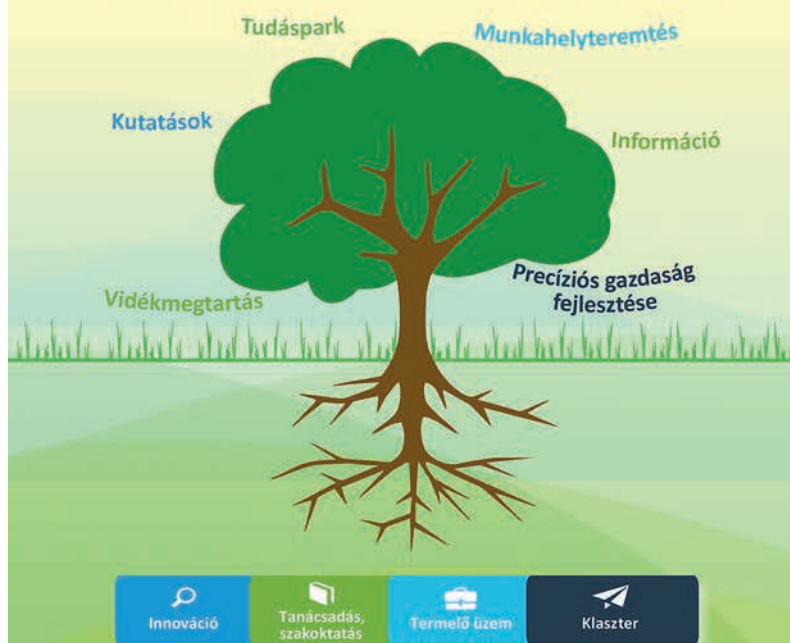 Tudáspark
Munkahelyteremtés
Kutatások
Információ
Precíziós gazdaság
fejlesztése
Vidékmegtartás
Innováció
Tanácsadás,
szakoktatás
Termelő üzem
Klaszter